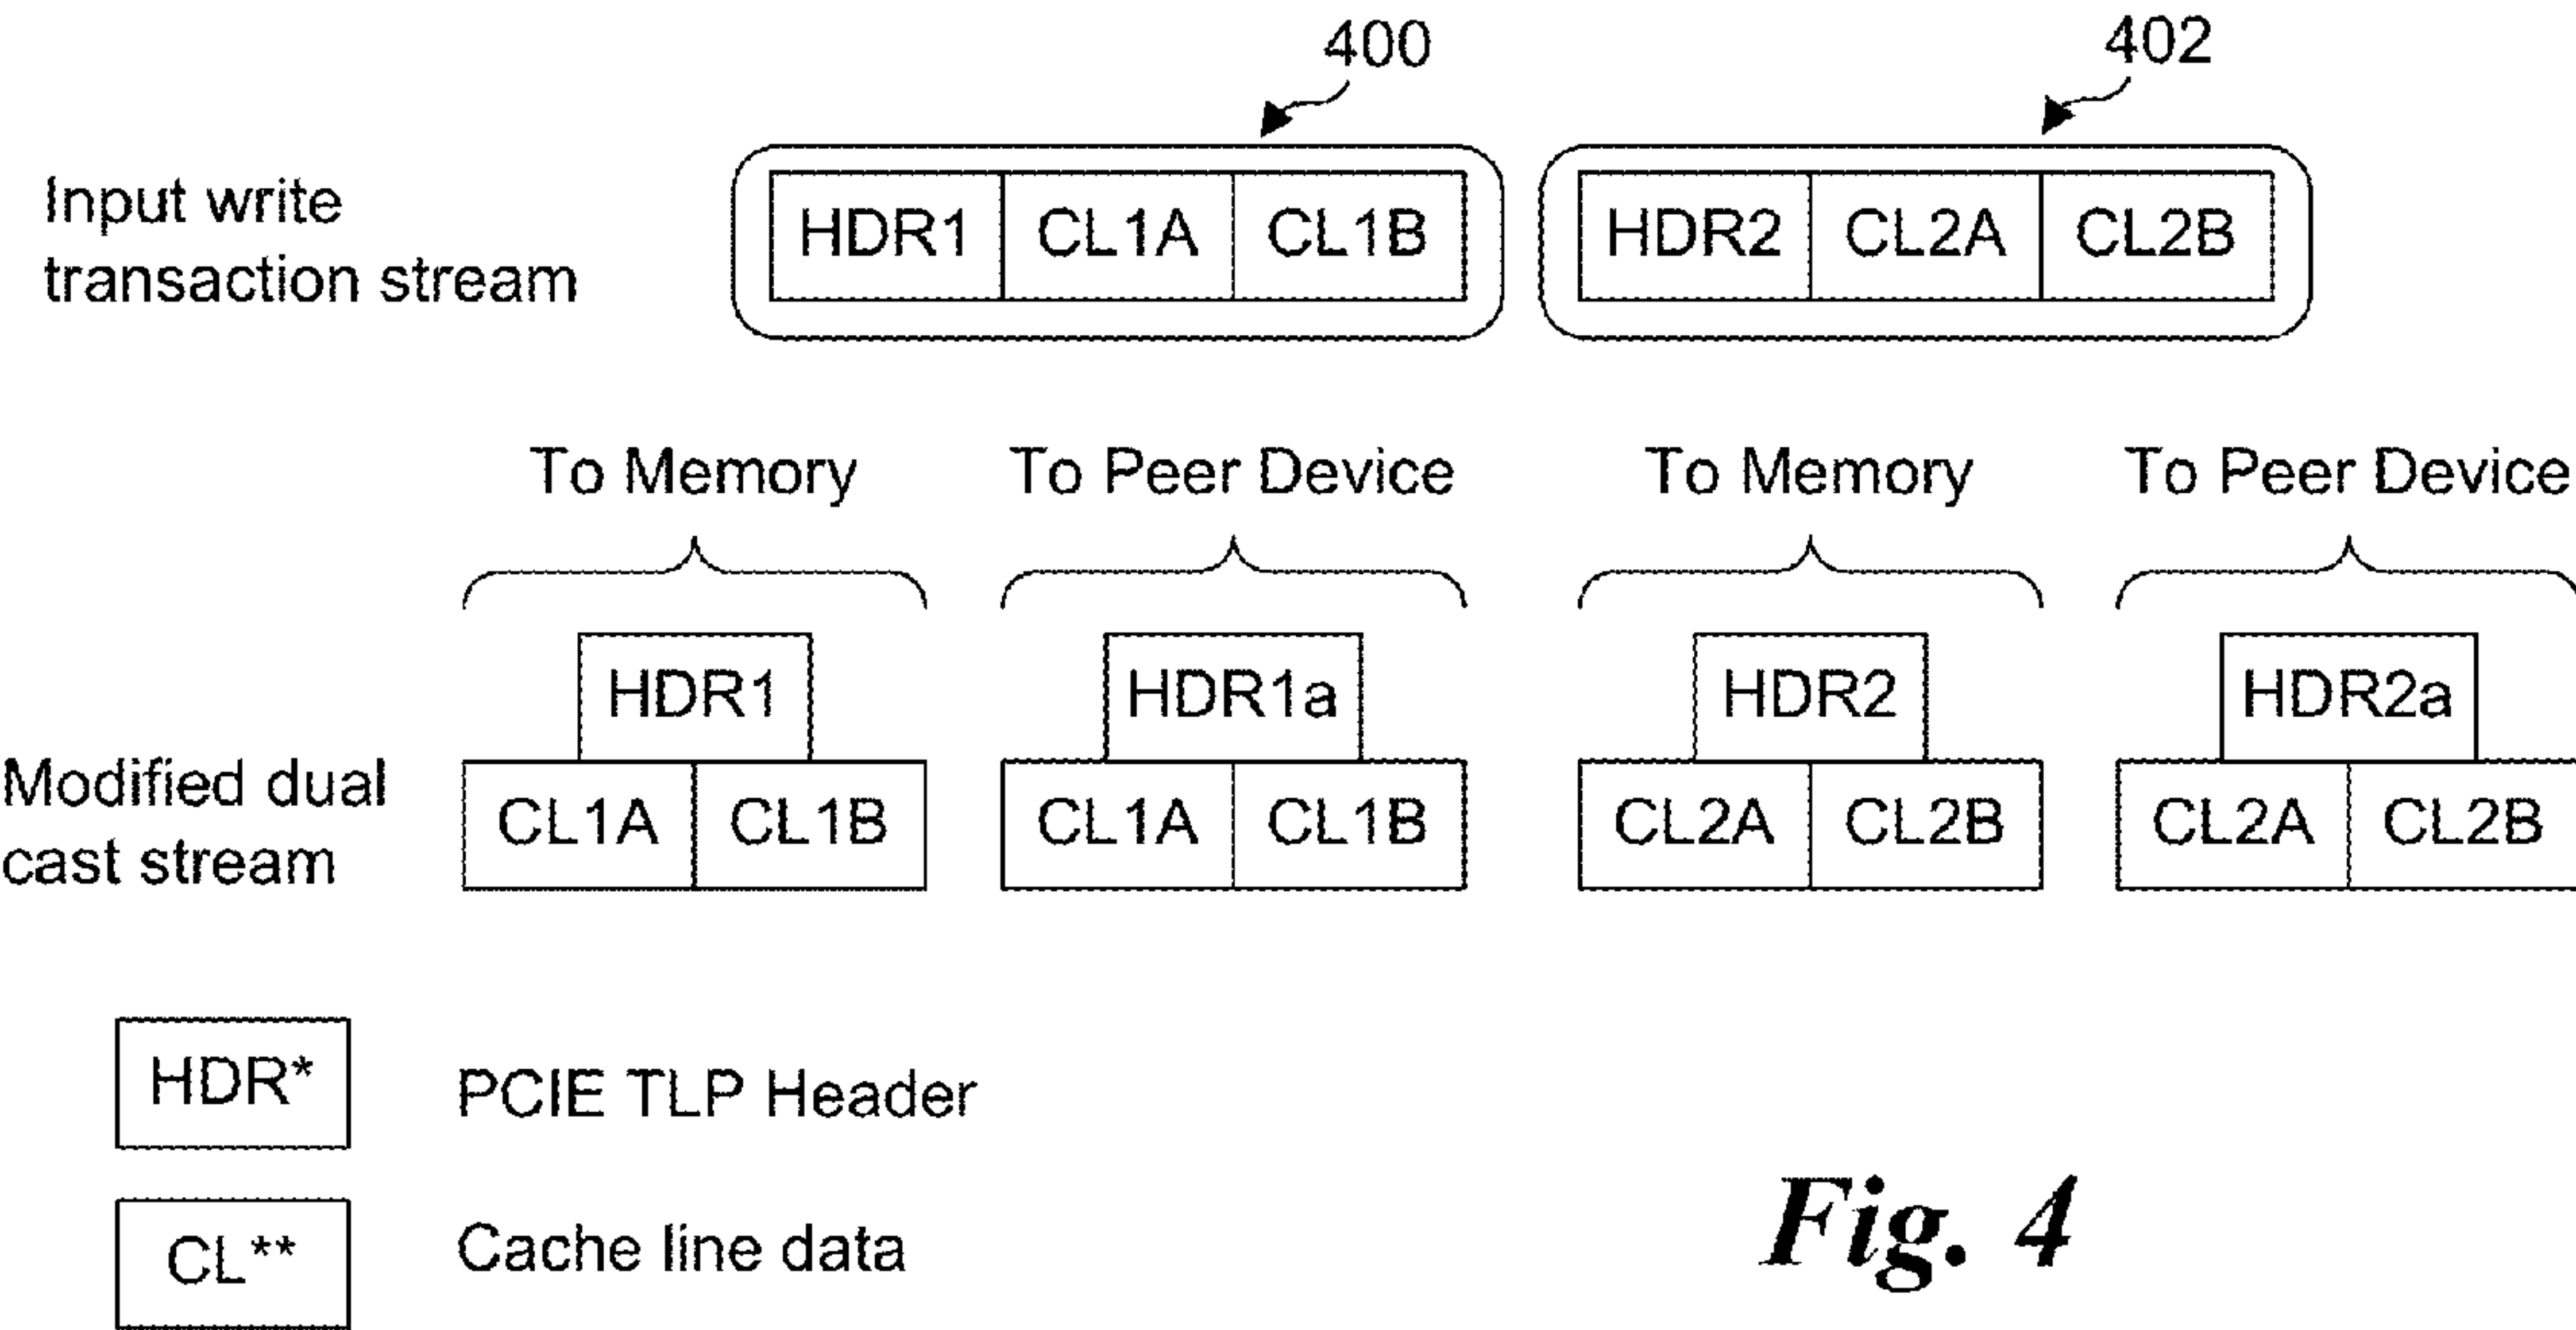 400
402
Input write
transaction stream
HDR1 CL1A CL1B HDR2 CL2A CL2B
To Memory To Peer Device To Memory To Peer Device
HDR1 HDR1a HDR2 HDR2a
Modified dual
cast stream
CL1A CL1B CL1A CL1B CL2A CL2B CL2A CL2B
HDR* PCIE TLP Header
CL** Cache line data
Fig. 4